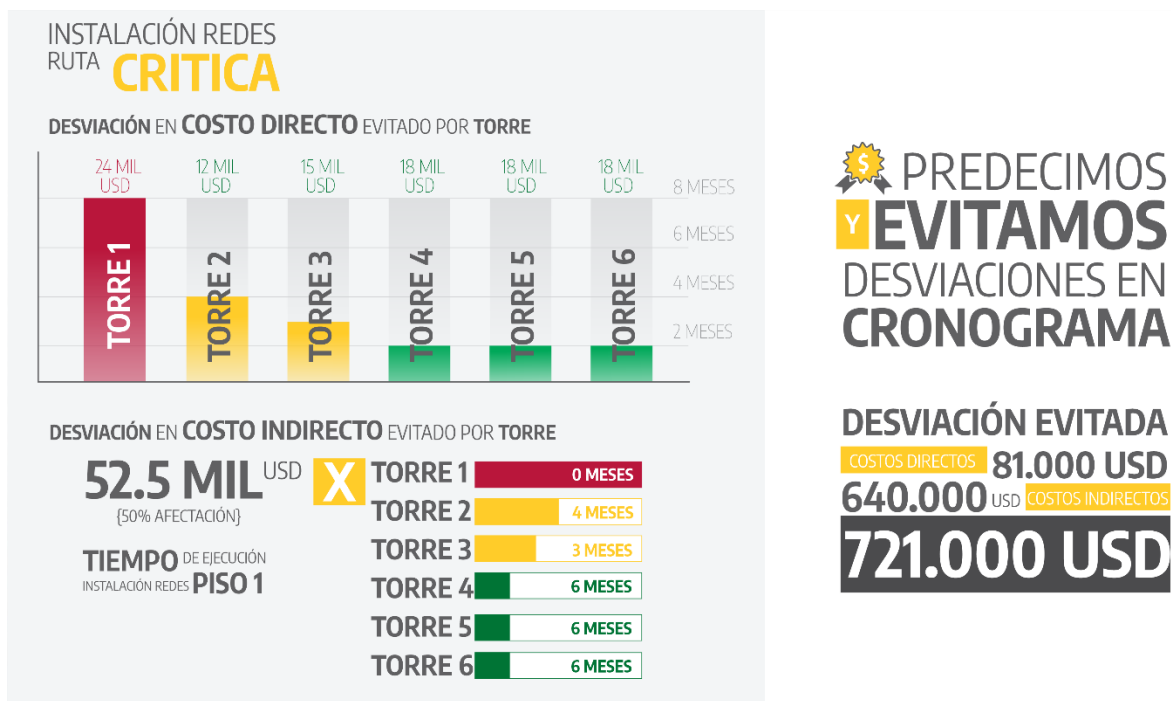 INSTALACIÓN REDES
RUTA CRITICA
DESVIACIÓN EN COSTO DIRECTO EVITADO POR TORRE
24 MIL USD
12 MIL USD
15 MIL USD
18 MIL USD
18 MIL USD
18 MIL USD
8 MESES
6 MESES
4 MESES
2 MESES
TORRE 1
TORRE 2
TORRE 3
TORRE 4
TORRE 5
TORRE 6
DESVIACIÓN EN COSTO INDIRECTO EVITADO POR TORRE
52.5 MIL USD
{50% AFECTACIÓN}
X
TIEMPO DE EJECUCIÓN
INSTALACIÓN REDES PISO 1
TORRE 1 0 MESES
TORRE 2 4 MESES
TORRE 3 3 MESES
TORRE 4 6 MESES
TORRE 5 6 MESES
TORRE 6 6 MESES
$ PREDECIMOS
Y EVITAMOS
DESVIACIONES EN
CRONOGRAMA
DESVIACIÓN EVITADA
COSTOS DIRECTOS 81.000 USD
640.000 USD COSTOS INDIRECTOS
721.000 USD